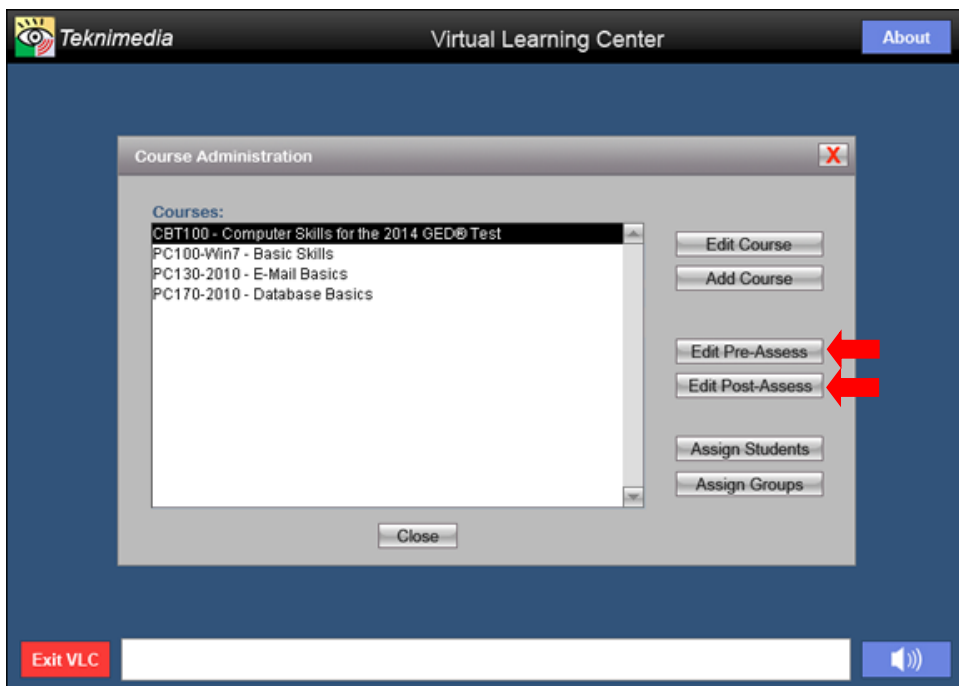 Teknimedia
Virtual Learning Center
About
Course Administration
X
Courses:
CBT100 - Computer Skills for the 2014 GED® Test
PC100-Win7 - Basic Skills
PC130-2010 - E-Mail Basics
PC170-2010 - Database Basics
Edit Course
Add Course
Edit Pre-Assess
Edit Post-Assess
Assign Students
Assign Groups
Close
Exit VLC